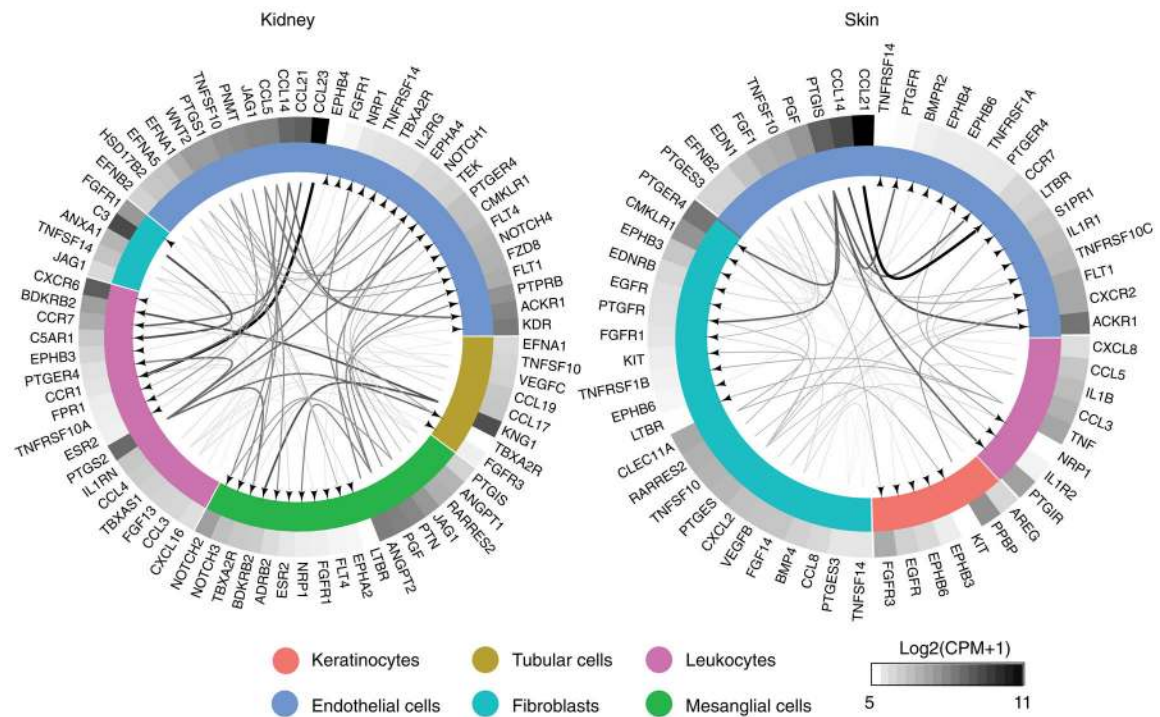 Kidney
Skin
HSD17B2
EFNA5
EFNA1
WNT2
PTGS1
TNFSF10
PNMT
JAG1
CCL5
CCL14
CCL21
CCL23
EPHB4
FGFR1
NRP1
TNFRSF14
TBXA2R
IL2RG
EPHA4
NOTCH1
TEK
PTGER4
CMKLR1
FLT4
NOTCH4
FZD8
FLT1
PTPRB
ACKR1
KDR
EFNA1
TNFSF10
VEGFC
CCL19
CCL17
KNG1
TBXA2R
FGFR3
PTGIS
ANGPT1
RARRES2
PTN
JAG1
PGF
ANGPT2
LTBR
EPHA2
FLT4
FGFR1
NRP1
ESR2
ADRB2
BDKRB2
TBXA2R
NOTCH3
NOTCH2
CXCL16
CCL3
FGF13
TBXAS1
CCL4
IL1RN
PTGS2
ESR2
TNFRSF10A
FPR1
CCR1
PTGER4
EPHB3
C5AR1
CCR7
BDKRB2
CXCR6
JAG1
TNFSF14
ANXA1
C3
FGFR1
EFNB2
PTGES3
EFNB2
EDN1
FGF1
TNFSF10
PGF
PTGIS
CCL14
CCL21
TNFRSF14
PTGFR
BMPR2
EPHB4
EPHB6
TNFRSF1A
PTGER4
CCR7
LTBR
S1PR1
IL1R1
TNFRSF10C
FLT1
CXCR2
ACKR1
CXCL8
CCL5
IL1B
CCL3
TNF
NRP1
IL1R2
PTGIR
AREG
PPBP
KIT
EPHB3
EPHB6
EGFR
FGFR3
TNFSF14
PTGES3
CCL8
BMP4
FGF14
VEGFB
CXCL2
PTGES
TNFSF10
RARRES2
CLEC11A
LTBR
EPHB6
TNFRSF1B
KIT
FGFR1
PTGFR
EGFR
EDNRB
EPHB3
CMKLR1
PTGER4
Keratinocytes
Tubular cells
Leukocytes
Endothelial cells
Fibroblasts
Mesanglial cells
Log2(CPM+1)
5
11